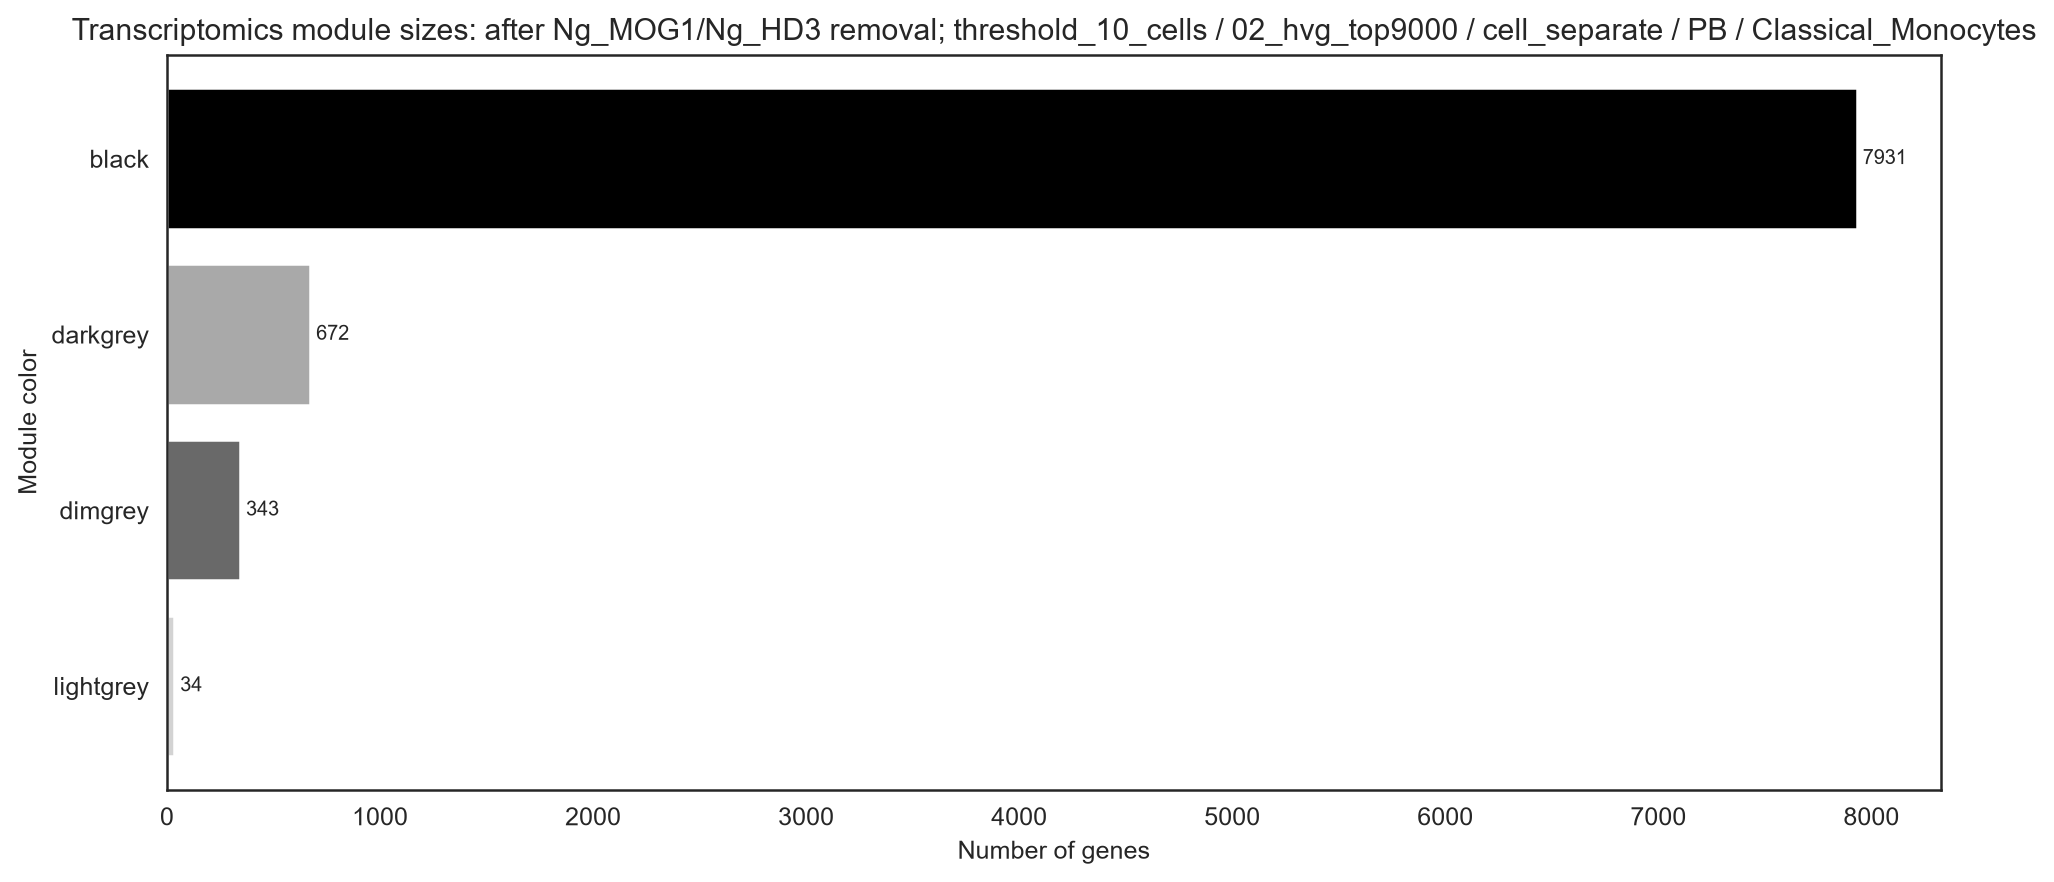 Transcriptomics module sizes: after Ng_MOG1/Ng_HD3 removal; threshold_10_cells / 02_hvg_top9000 / cell_separate / PB / Classical_Monocytes
Module color
black
7931
darkgrey
672
dimgrey
343
lightgrey
34
0 1000 2000 3000 4000 5000 6000 7000 8000
Number of genes